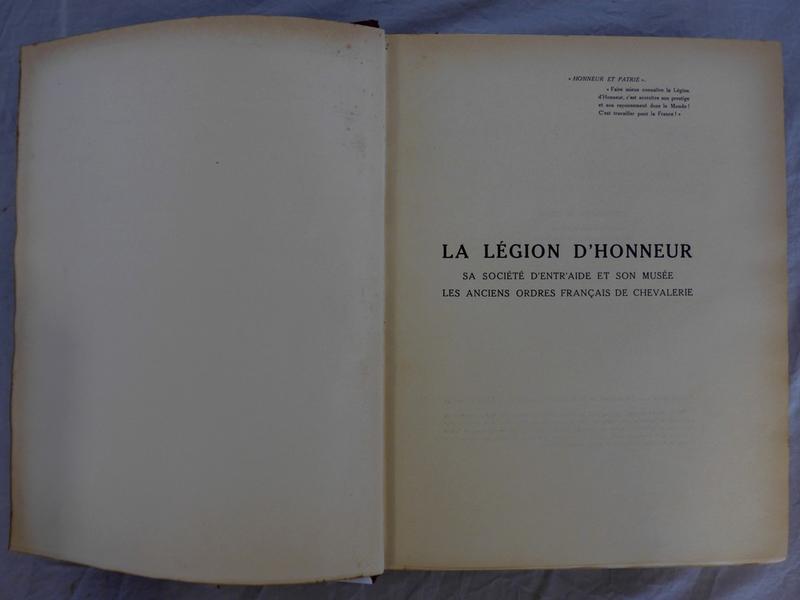 « HONNEUR ET PATRIE ».
« Faire mieux connaître la Légion
d'Honneur, c'est accroître son prestige
et son rayonnement dans le Monde !
C'est travailler pour la France ! »
LA LÉGION D'HONNEUR
SA SOCIÉTÉ D'ENTR'AIDE ET SON MUSÉE
LES ANCIENS ORDRES FRANÇAIS DE CHEVALERIE